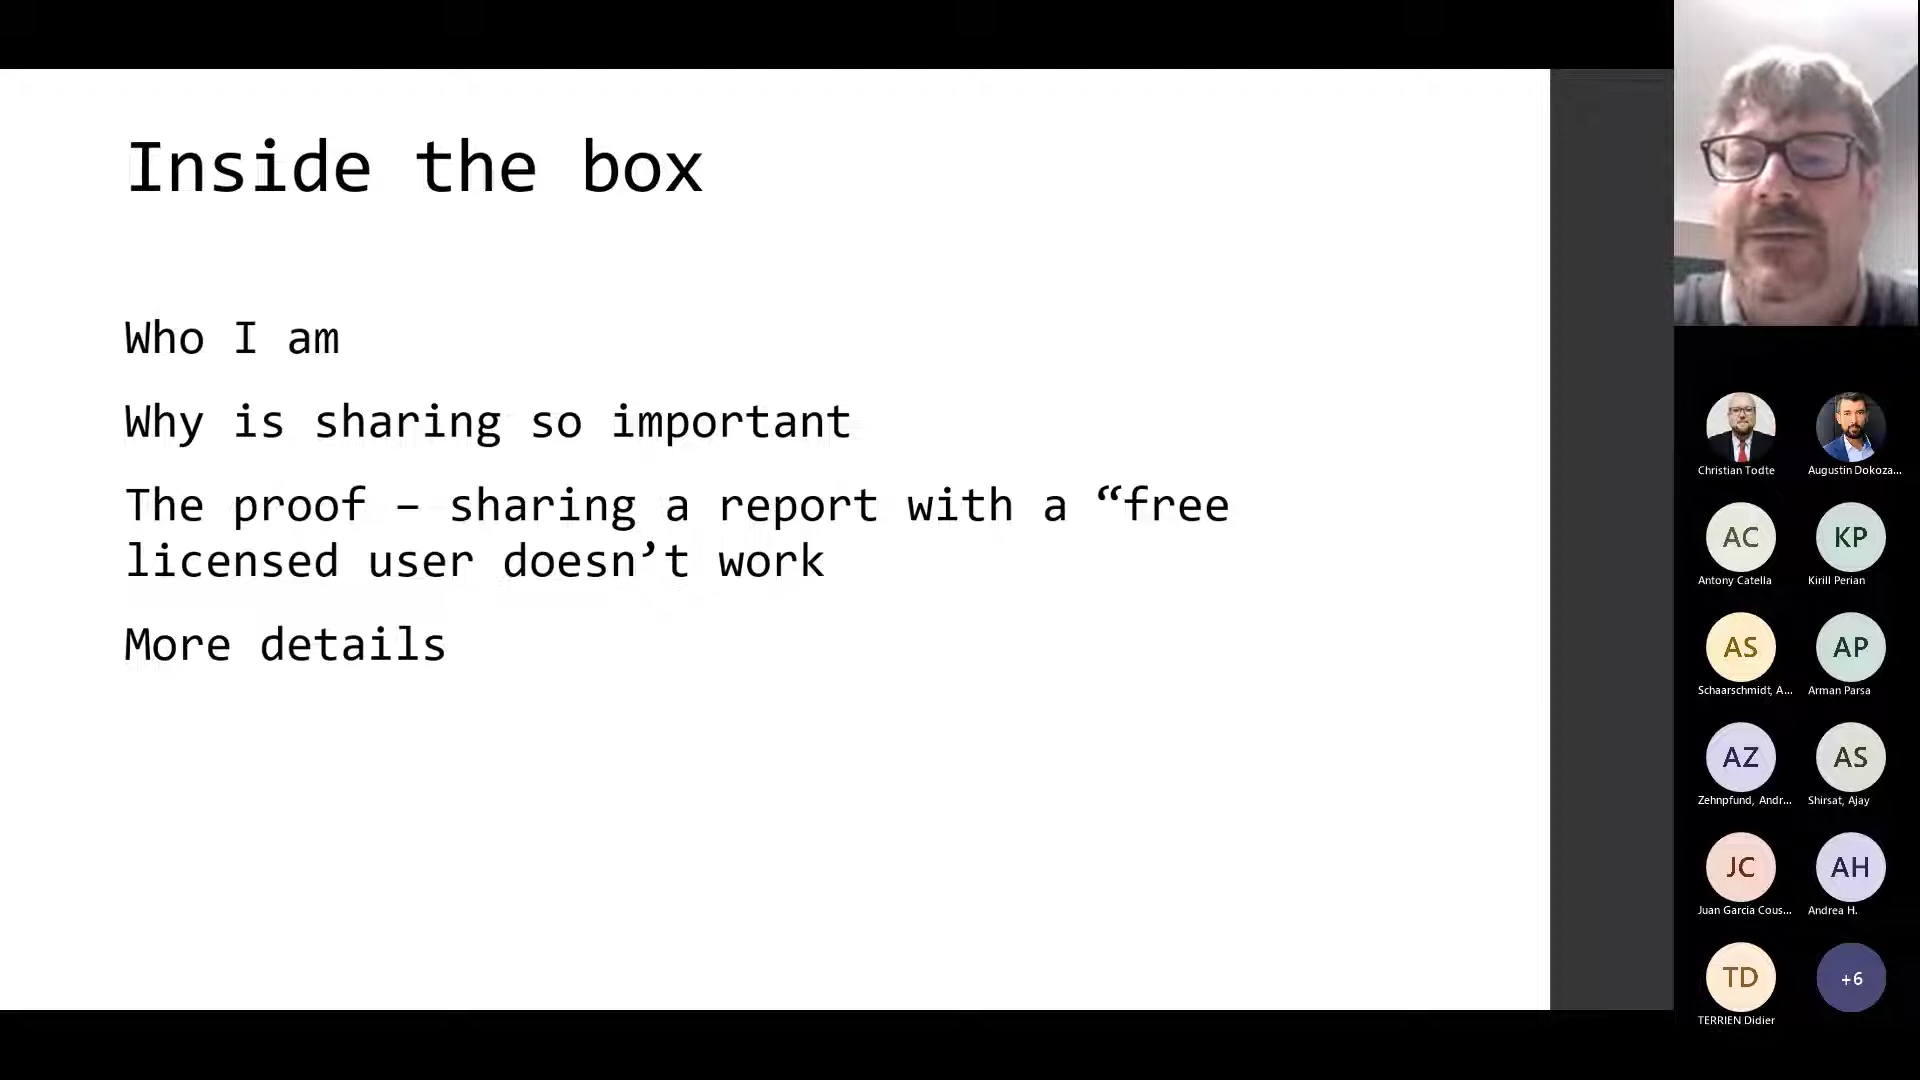 Inside the box
Who I am
Why is sharing so important
The proof – sharing a report with a “free
licensed user doesn’t work
More details
Christian Todte
Augustin Dokoza...
AC
KP
Antony Catella
Kirill Perian
AS
AP
Schaarschmidt, A...
Arman Parsa
AZ
AS
Zehnpfund, Andr...
Shirsat, Ajay
JC
AH
Juan Garcia Cous...
Andrea H.
TD
+6
TERRIEN Didier